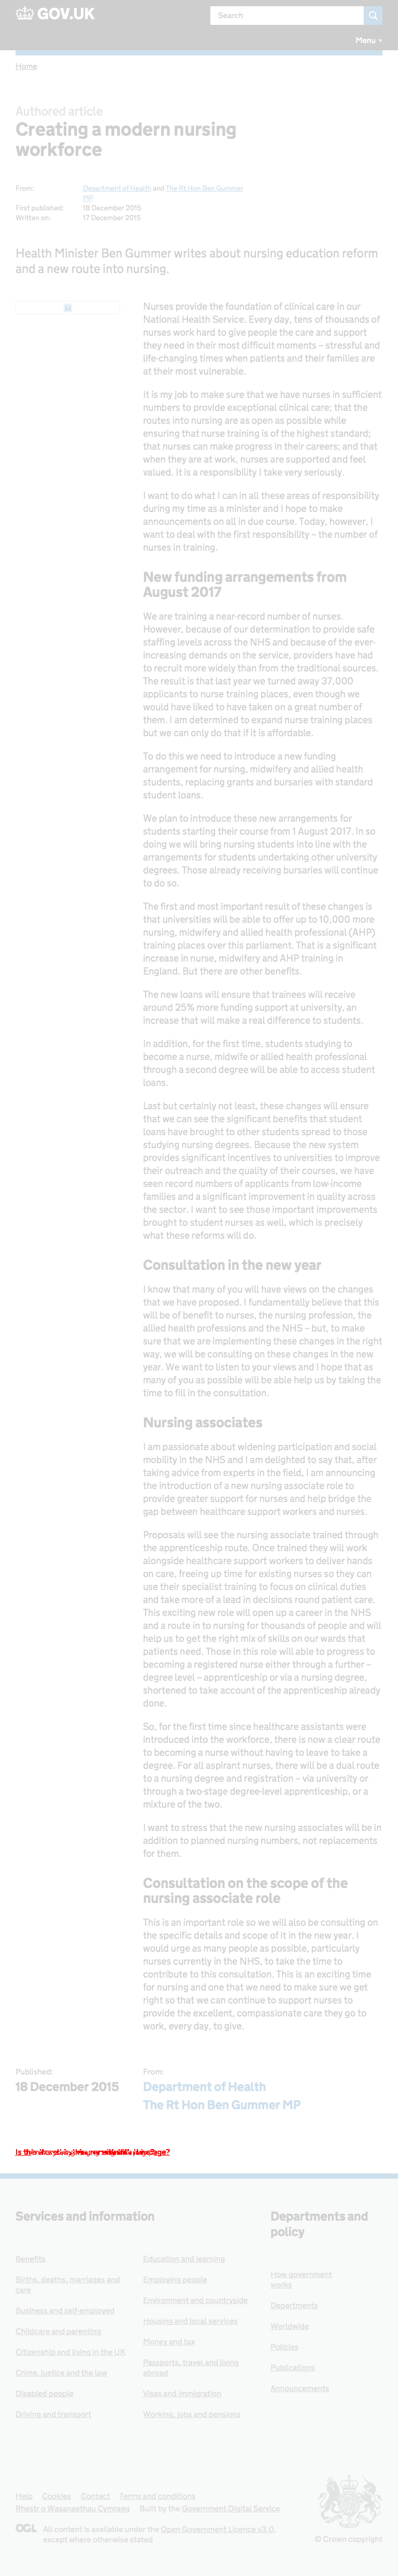 GOV.UK
Search
Menu
Home
Authored article
Creating a modern nursing
workforce
From:
Department of Health and The Rt Hon Ben Gummer
MP
First published:
18 December 2015
Written on:
17 December 2015
Health Minister Ben Gummer writes about nursing education reform
and a new route into nursing.
Nurses provide the foundation of clinical care in our
National Health Service. Every day, tens of thousands of
nurses work hard to give people the care and support
they need in their most difficult moments – stressful and
life-changing times when patients and their families are
at their most vulnerable.
It is my job to make sure that we have nurses in sufficient
numbers to provide exceptional clinical care; that the
routes into nursing are as open as possible while
ensuring that nurse training is of the highest standard;
that nurses can make progress in their careers; and that
when they are at work, nurses are supported and feel
valued. It is a responsibility I take very seriously.
I want to do what I can in all these areas of responsibility
during my time as a minister and I hope to make
announcements on all in due course. Today, however, I
want to deal with the first responsibility – the number of
nurses in training.
New funding arrangements from
August 2017
We are training a near-record number of nurses.
However, because of our determination to provide safe
staffing levels across the NHS and because of the ever-
increasing demands on the service, providers have had
to recruit more widely than from the traditional sources.
The result is that last year we turned away 37,000
applicants to nurse training places, even though we
would have liked to have taken on a great number of
them. I am determined to expand nurse training places
but we can only do that if it is affordable.
To do this we need to introduce a new funding
arrangement for nursing, midwifery and allied health
students, replacing grants and bursaries with standard
student loans.
We plan to introduce these new arrangements for
students starting their course from 1 August 2017. In so
doing we will bring nursing students into line with the
arrangements for students undertaking other university
degrees. Those already receiving bursaries will continue
to do so.
The first and most important result of these changes is
that universities will be able to offer up to 10,000 more
nursing, midwifery and allied health professional (AHP)
training places over this parliament. That is a significant
increase in nurse, midwifery and AHP training in
England. But there are other benefits.
The new loans will ensure that trainees will receive
around 25% more funding support at university, an
increase that will make a real difference to students.
In addition, for the first time, students studying to
become a nurse, midwife or allied health professional
through a second degree will be able to access student
loans.
Last but certainly not least, these changes will ensure
that we can see the significant benefits that student
loans have brought to other students spread to those
studying nursing degrees. Because the new system
provides significant incentives to universities to improve
their outreach and the quality of their courses, we have
seen record numbers of applicants from low-income
families and a significant improvement in quality across
the sector. I want to see those important improvements
brought to student nurses as well, which is precisely
what these reforms will do.
Consultation in the new year
I know that many of you will have views on the changes
that we have proposed. I fundamentally believe that this
will be of benefit to nurses, the nursing profession, the
allied health professions and the NHS – but, to make
sure that we are implementing these changes in the right
way, we will be consulting on these changes in the new
year. We want to listen to your views and I hope that as
many of you as possible will be able help us by taking the
time to fill in the consultation.
Nursing associates
I am passionate about widening participation and social
mobility in the NHS and I am delighted to say that, after
taking advice from experts in the field, I am announcing
the introduction of a new nursing associate role to
provide greater support for nurses and help bridge the
gap between healthcare support workers and nurses.
Proposals will see the nursing associate trained through
the apprenticeship route. Once trained they will work
alongside healthcare support workers to deliver hands
on care, freeing up time for existing nurses so they can
use their specialist training to focus on clinical duties
and take more of a lead in decisions round patient care.
This exciting new role will open up a career in the NHS
and a route in to nursing for thousands of people and will
help us to get the right mix of skills on our wards that
patients need. Those in this role will able to progress to
becoming a registered nurse either through a further –
degree level – apprenticeship or via a nursing degree,
shortened to take account of the apprenticeship already
done.
So, for the first time since healthcare assistants were
introduced into the workforce, there is now a clear route
to becoming a nurse without having to leave to take a
degree. For all aspirant nurses, there will be a dual route
to a nursing degree and registration – via university or
through a two-stage degree-level apprenticeship, or a
mixture of the two.
I want to stress that the new nursing associates will be in
addition to planned nursing numbers, not replacements
for them.
Consultation on the scope of the
nursing associate role
This is an important role so we will also be consulting on
the specific details and scope of it in the new year. I
would urge as many people as possible, particularly
nurses currently in the NHS, to take the time to
contribute to this consultation. This is an exciting time
for nursing and one that we need to make sure we get
right so that we can continue to support nurses to
provide the excellent, compassionate care they go to
work, every day, to give.
Published:
18 December 2015
From:
Department of Health
The Rt Hon Ben Gummer MP
Services and information
Benefits
Births, deaths, marriages and
care
Business and self-employed
Childcare and parenting
Citizenship and living in the UK
Crime, justice and the law
Disabled people
Driving and transport
Education and learning
Employing people
Environment and countryside
Housing and local services
Money and tax
Passports, travel and living
abroad
Visas and immigration
Working, jobs and pensions
Departments and
policy
How government
works
Departments
Worldwide
Policies
Publications
Announcements
Help Cookies Contact Terms and conditions
Rhestr o Wasanaethau Cymraeg Built by the Government Digital Service
OGL All content is available under the Open Government Licence v3.0,
except where otherwise stated
© Crown copyright